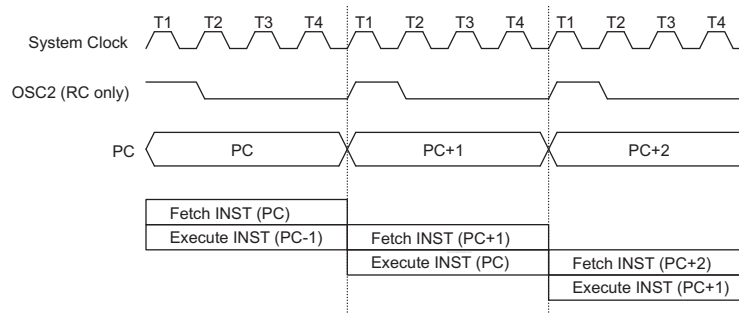 T1 T2 T3 T4 T1 T2 T3 T4 T1 T2 T3 T4
System Clock
OSC2 (RC only)
PC PC PC+1 PC+2
Fetch INST (PC)
Execute INST (PC-1) Fetch INST (PC+1)
Execute INST (PC) Fetch INST (PC+2)
Execute INST (PC+1)